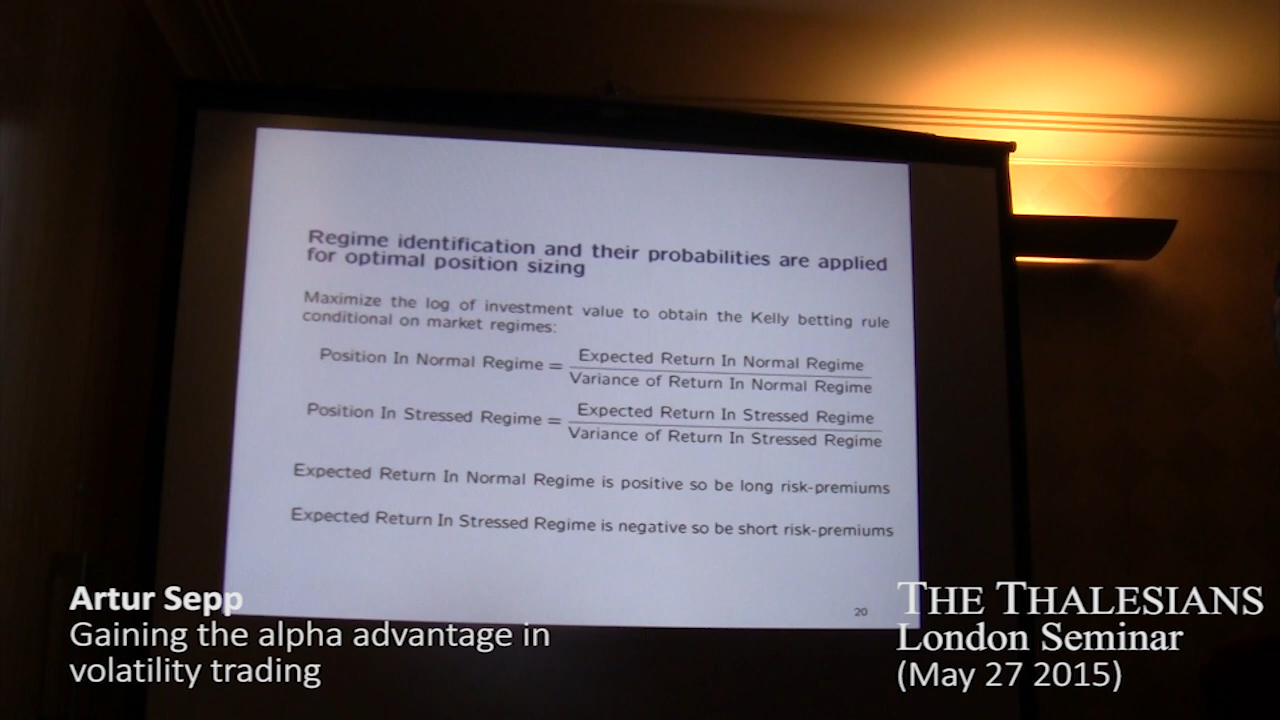 Regime identification and their probabilities are applied
for optimal position sizing
Maximize the log of investment value to obtain the Kelly betting rule
conditional on market regimes:
Position In Normal Regime = Expected Return In Normal Regime
Variance of Return In Normal Regime
Position In Stressed Regime = Expected Return In Stressed Regime
Variance of Return In Stressed Regime
Expected Return In Normal Regime is positive so be long risk-premiums
Expected Return In Stressed Regime is negative so be short risk-premiums
20
Artur Sepp
Gaining the alpha advantage in
volatility trading
THE THALESIANS
London Seminar
(May 27 2015)